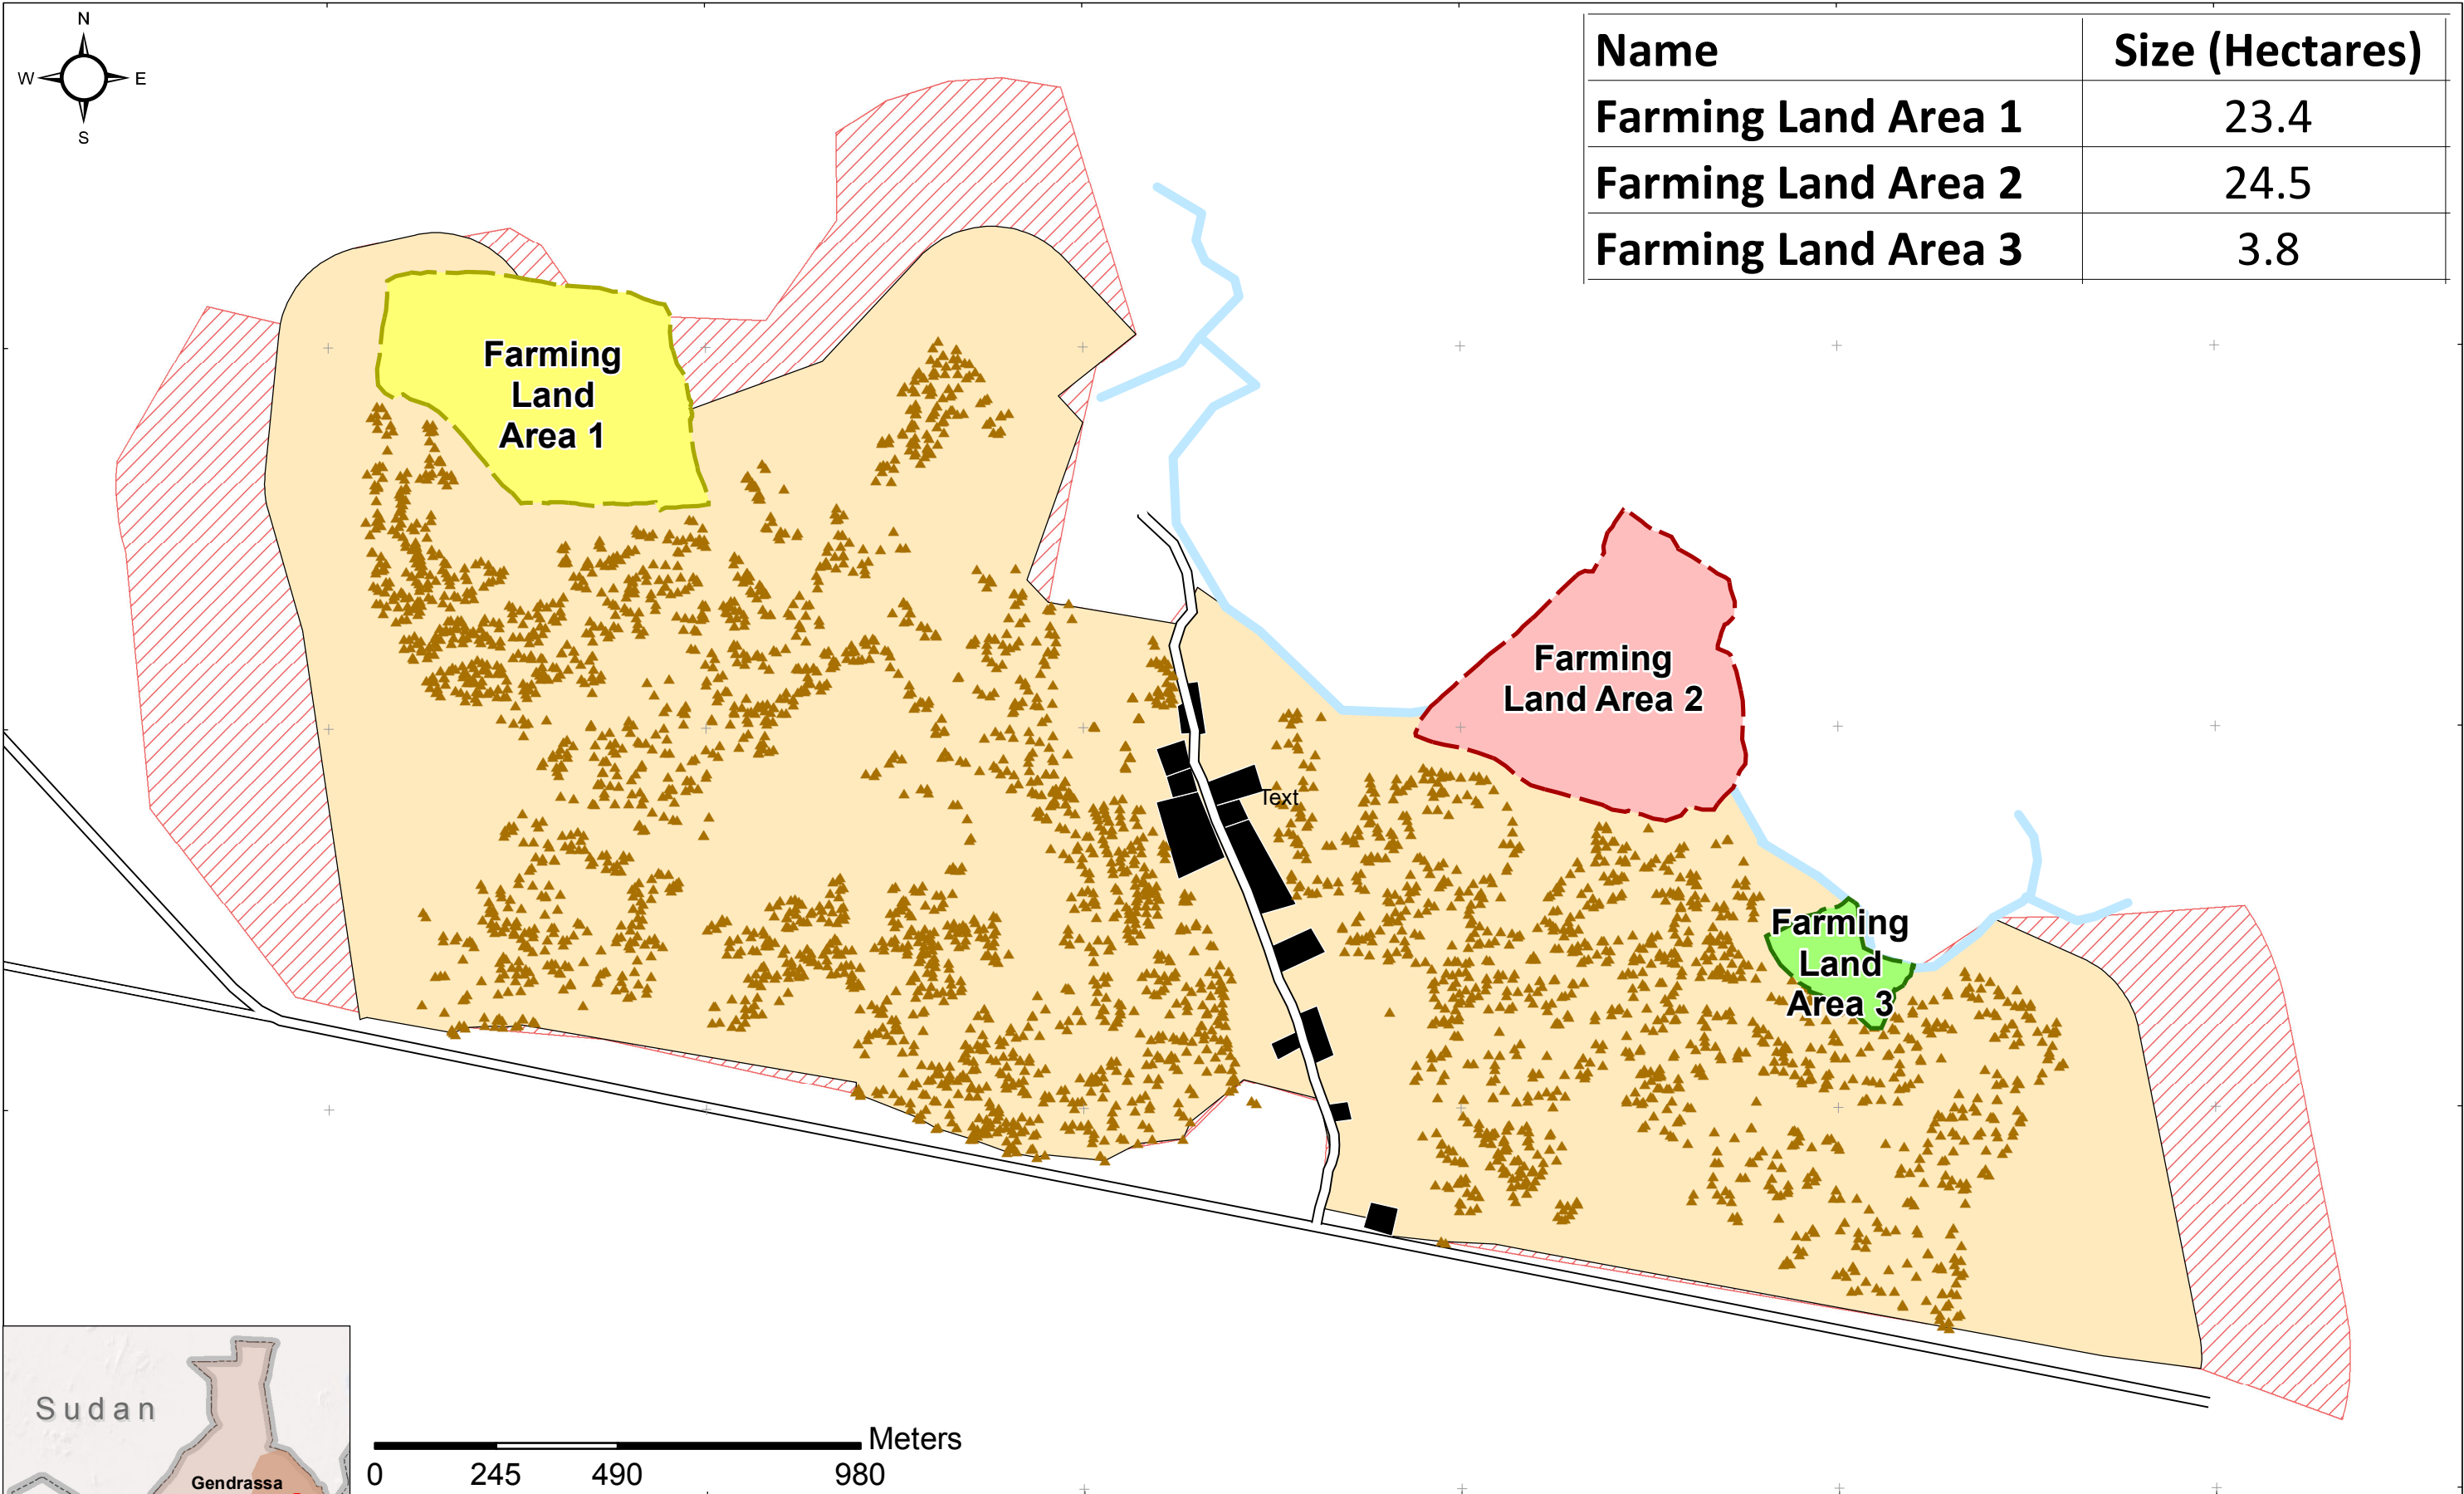 N
W E
S
Name Size (Hectares)
Farming Land Area 1 23.4
Farming Land Area 2 24.5
Farming Land Area 3 3.8
Farming
Land
Area 1
Farming
Land Area 2
Text
Farming
Land
Area 3
Sudan
Gendrassa
Meters
0 245 490 980